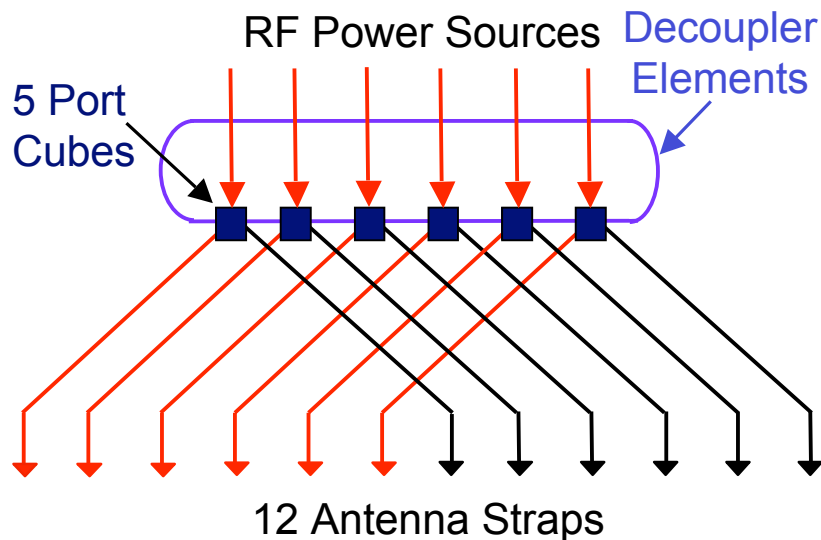 RF Power Sources
Decoupler
Elements
5 Port
Cubes
12 Antenna Straps